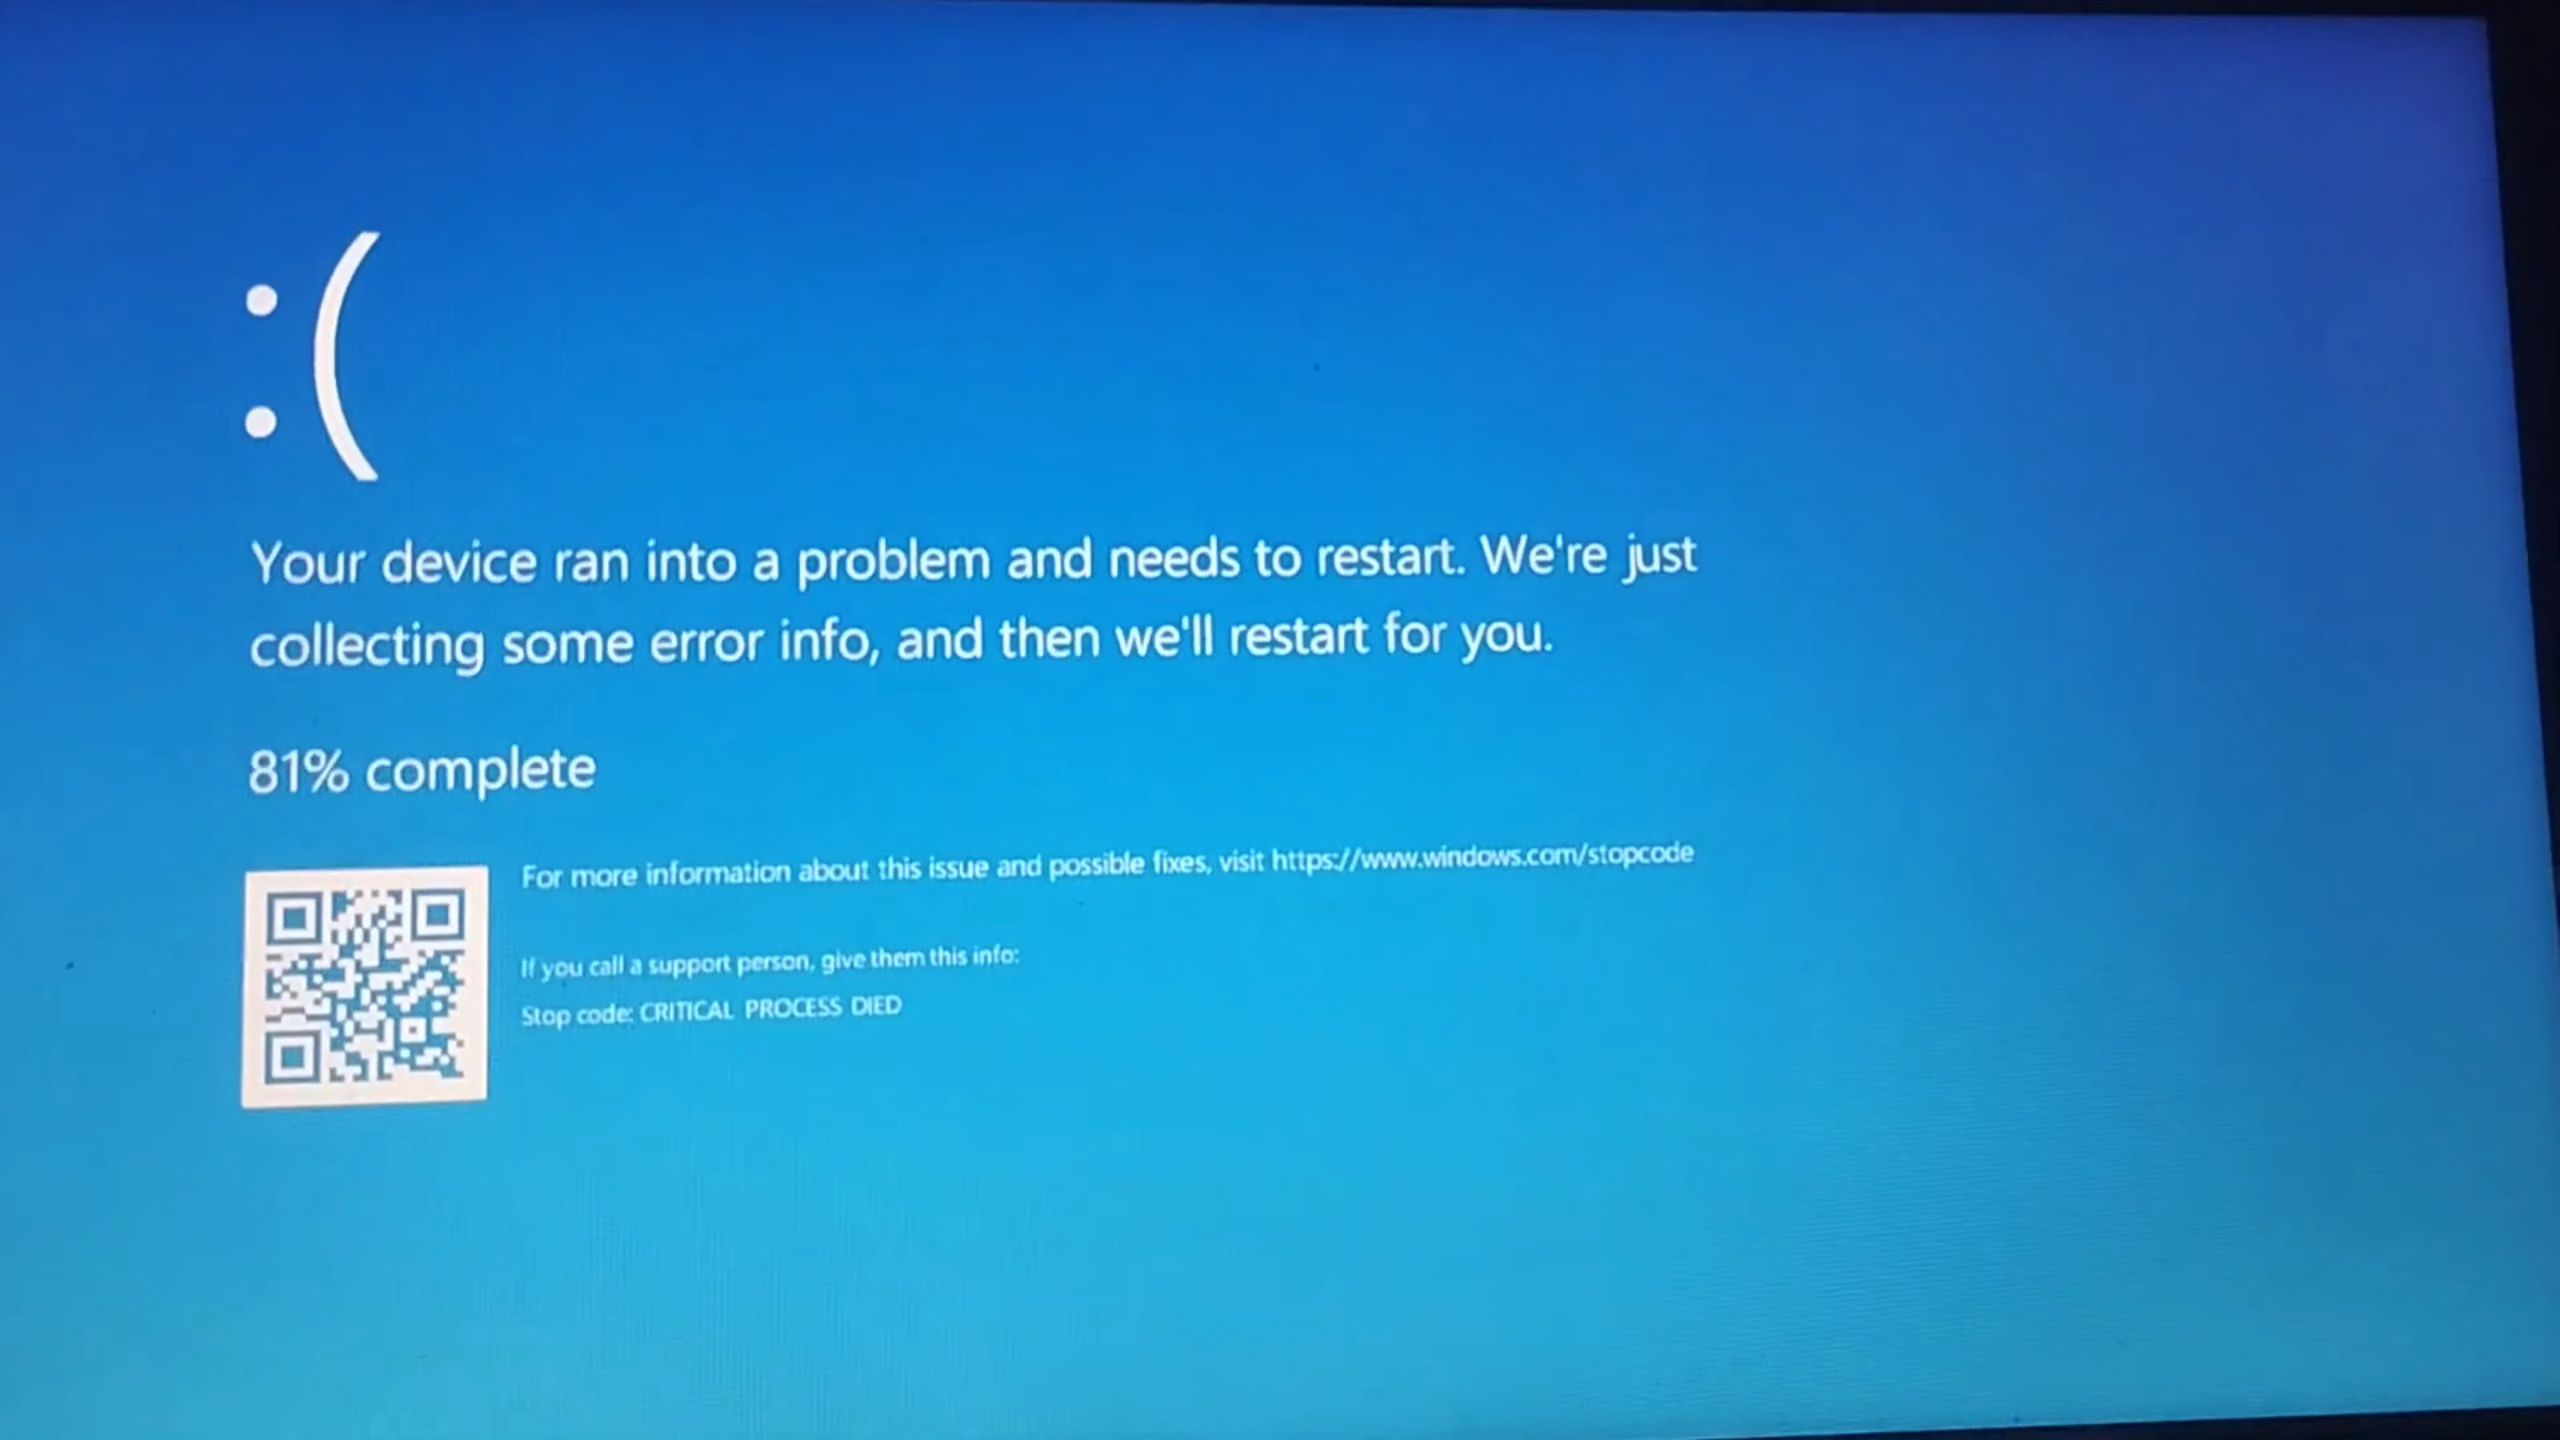 :(
Your device ran into a problem and needs to restart. We're just
collecting some error info, and then we'll restart for you.
81% complete
For more information about this issue and possible fixes, visit https://www.windows.com/stopcode
If you call a support person, give them this info:
Stop code: CRITICAL PROCESS DIED